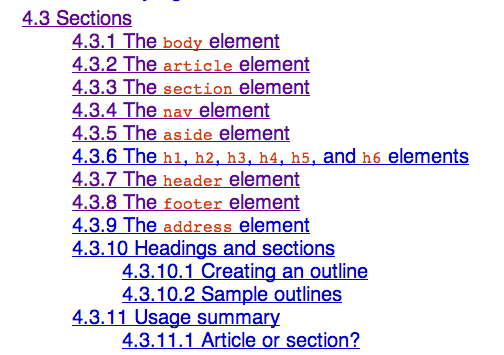 4.3 Sections
4.3.1 The body element
4.3.2 The article element
4.3.3 The section element
4.3.4 The nav element
4.3.5 The aside element
4.3.6 The h1, h2, h3, h4, h5, and h6 elements
4.3.7 The header element
4.3.8 The footer element
4.3.9 The address element
4.3.10 Headings and sections
4.3.10.1 Creating an outline
4.3.10.2 Sample outlines
4.3.11 Usage summary
4.3.11.1 Article or section?